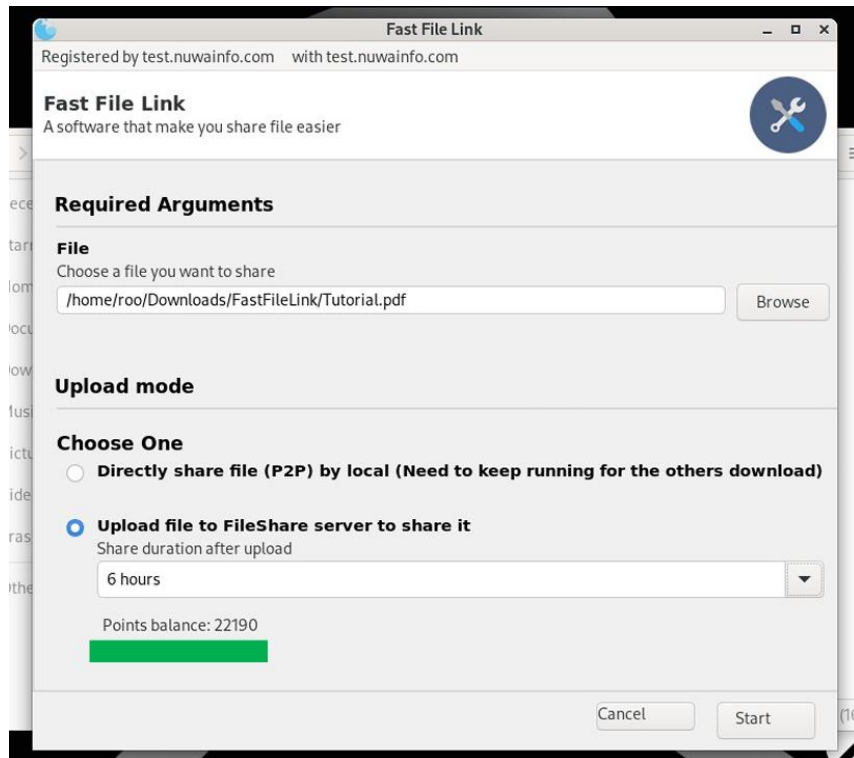 Fast File Link
Registered by test.nuwainfo.com with test.nuwainfo.com
Fast File Link
A software that make you share file easier
Required Arguments
File
Choose a file you want to share
/home/roo/Downloads/FastFileLink/Tutorial.pdf
Browse
Upload mode
Choose One
Directly share file (P2P) by local (Need to keep running for the others download)
Upload file to FileShare server to share it
Share duration after upload
6 hours
Points balance: 22190
Cancel
Start